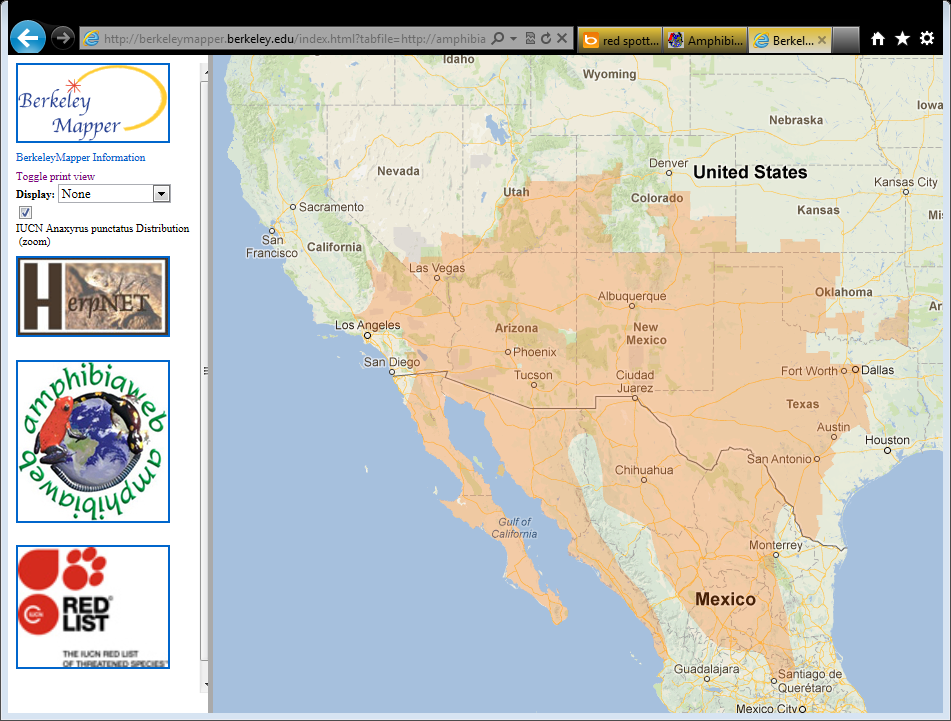 http://berkeleymapper.berkeley.edu/index.html?tabfile=http://amphibia
red spott...
Amphibi...
Berkel...
Berkeley
Mapper
BerkeleyMapper Information
Toggle print view
Display: None
IUCN Anaxyrus punctatus Distribution
(zoom)
HerpNET
amphibiaweb
amphibiaweb
IUCN
RED
LIST
THE IUCN RED LIST
OF THREATENED SPECIES™
Idaho
Wyoming
Iowa
Nebraska
Nevada
Denver
United States
Utah
Colorado
Kansas City
Sacramento
Kansas
Mi
San
Francisco
California
Las Vegas
Oklahoma
Albuquerque
Ar
Los Angeles
Arizona
New
Mexico
Phoenix
San Diego
Tucson
Ciudad
Juarez
Fort Worth
Dallas
Texas
Austin
Houston
San Antonio
Chihuahua
Gulf of
California
Monterrey
Mexico
Guadalajara
Santiago de
Querétaro
Mexico City